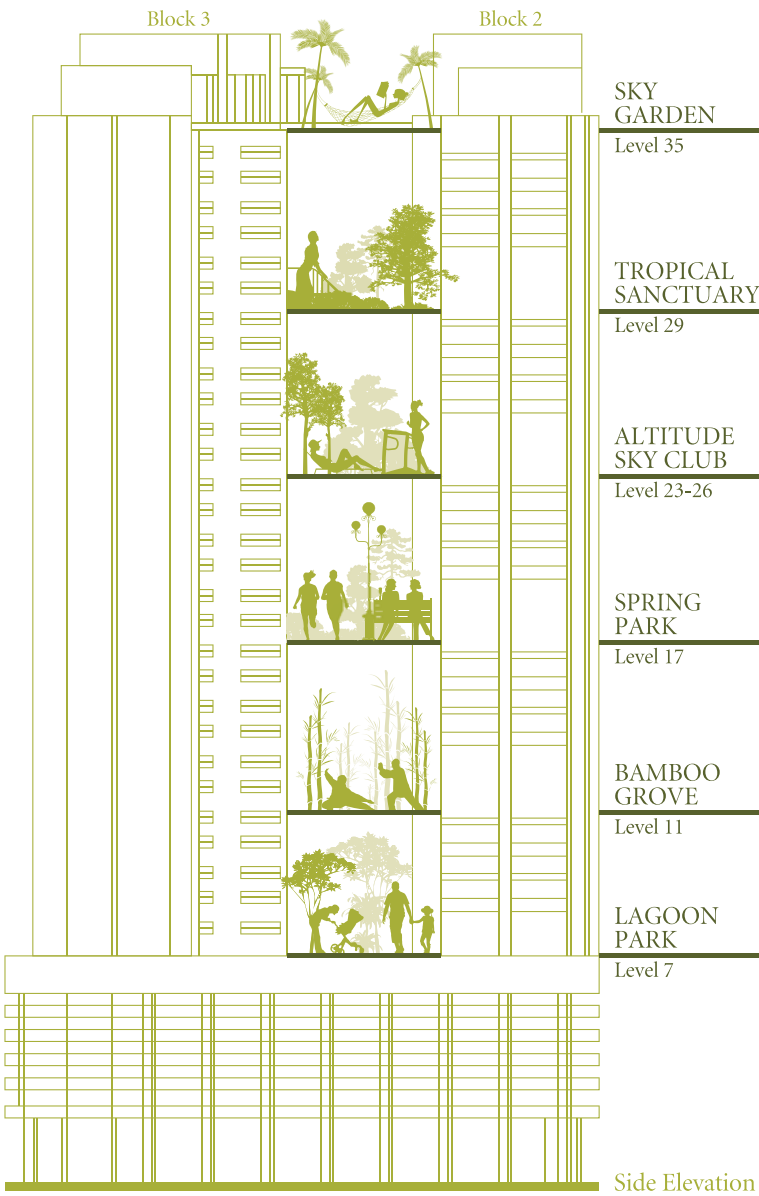 Block 3
Block 2
SKY
GARDEN
Level 35
TROPICAL
SANCTUARY
Level 29
ALTITUDE
SKY CLUB
Level 23-26
SPRING
PARK
Level 17
BAMBOO
GROVE
Level 11
LAGOON
PARK
Level 7
Side Elevation